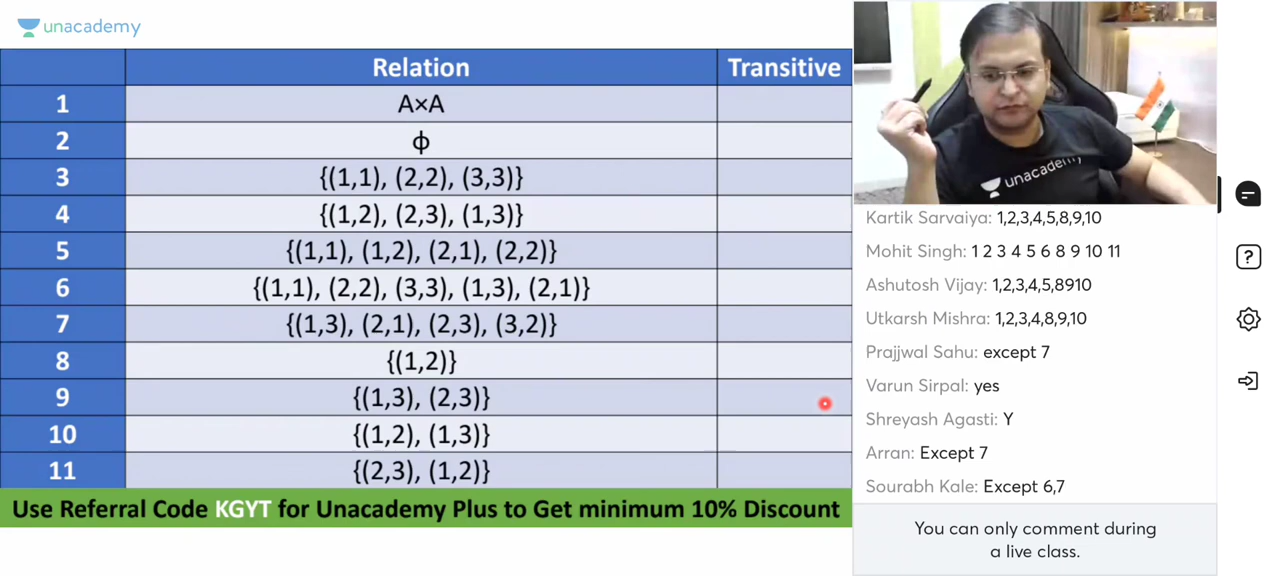 unacademy
Relation Transitive
1 A×A
2 ϕ
3 {(1,1), (2,2), (3,3)}
4 {(1,2), (2,3), (1,3)}
5 {(1,1), (1,2), (2,1), (2,2)}
6 {(1,1), (2,2), (3,3), (1,3), (2,1)}
7 {(1,3), (2,1), (2,3), (3,2)}
8 {(1,2)}
9 {(1,3), (2,3)}
10 {(1,2), (1,3)}
11 {(2,3), (1,2)}
Use Referral Code KGYT for Unacademy Plus to Get minimum 10% Discount
unacademy
Kartik Sarvaiya: 1,2,3,4,5,8,9,10
Mohit Singh: 1 2 3 4 5 6 8 9 10 11
Ashutosh Vijay: 1,2,3,4,5,8910
Utkarsh Mishra: 1,2,3,4,8,9,10
Prajjwal Sahu: except 7
Varun Sirpal: yes
Shreyash Agasti: Y
Arran: Except 7
Sourabh Kale: Except 6,7
You can only comment during
a live class.
?